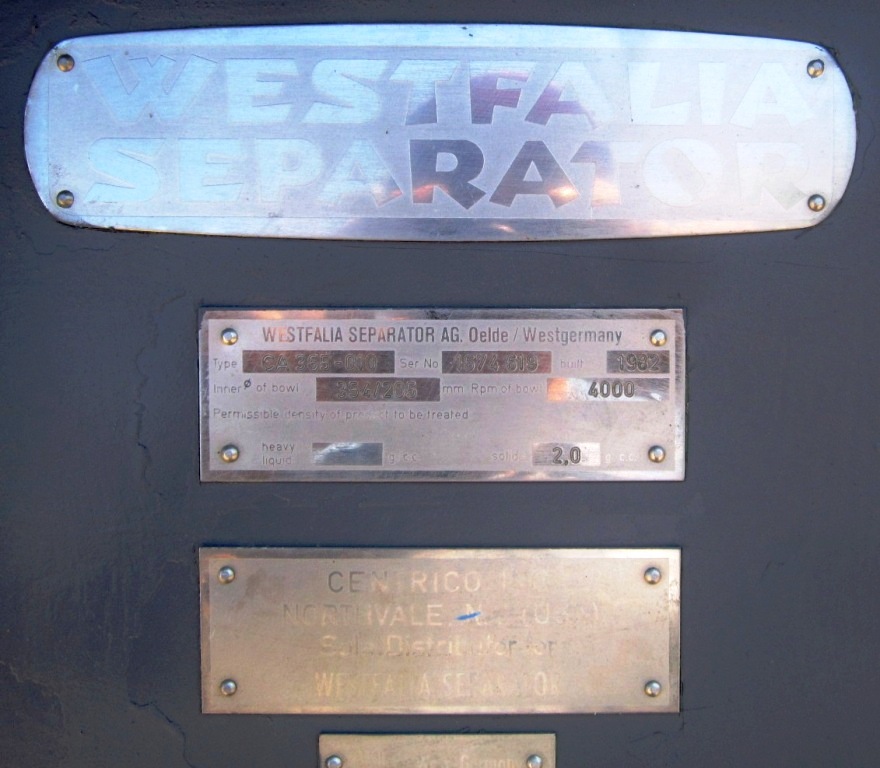 WESTFALIA
SEPARATOR
WESTFALIA SEPARATOR AG. Oelde / Westgermany
Type Ser No built 1982
Inner ø of bowl mm Rpm of bowl 4000
Permissible density of product to be treated
heavy
liquid g.c.c. solids 2,0 g.c.c.
CENTRICO
NORTHVALE
Sole Distributor for
WESTFALIA SEPARATOR
Germany